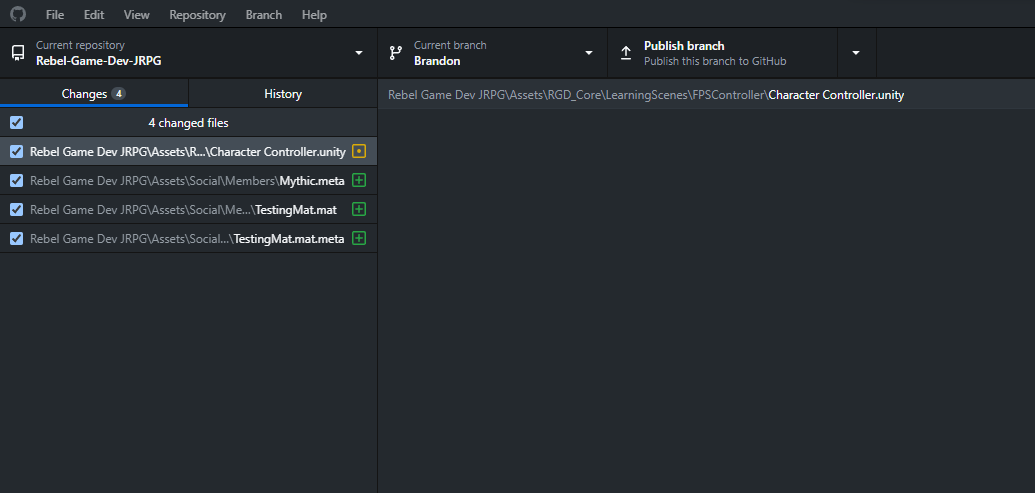 File Edit View Repository Branch Help
Current repository
Rebel-Game-Dev-JRPG
Current branch
Brandon
Publish branch
Publish this branch to GitHub
Changes 4
History
4 changed files
Rebel Game Dev JRPG\Assets\R...\Character Controller.unity
Rebel Game Dev JRPG\Assets\Social\Members\Mythic.meta
Rebel Game Dev JRPG\Assets\Social\Me...\TestingMat.mat
Rebel Game Dev JRPG\Assets\Social...\TestingMat.mat.meta
Rebel Game Dev JRPG\Assets\RGD_Core\LearningScenes\FPSController\Character Controller.unity